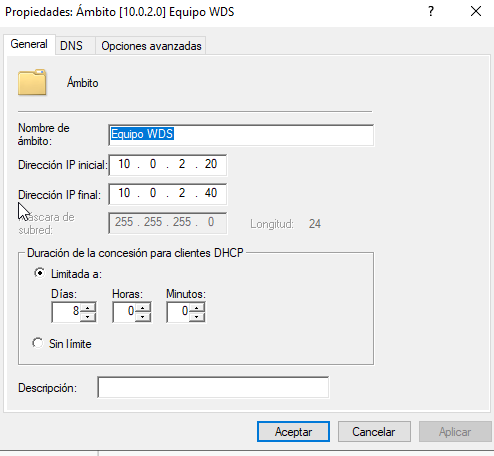 Propiedades: Ámbito [10.0.2.0] Equipo WDS ? ×
General DNS Opciones avanzadas
Ámbito
Nombre de
ámbito: Equipo WDS
Dirección IP inicial: 10 . 0 . 2 . 20
Dirección IP final: 10 . 0 . 2 . 40
Máscara de
subred: 255 . 255 . 255 . 0 Longitud: 24
Duración de la concesión para clientes DHCP
Limitada a:
Días: Horas: Minutos:
8 0 0
Sin límite
Descripción:
Aceptar Cancelar Aplicar